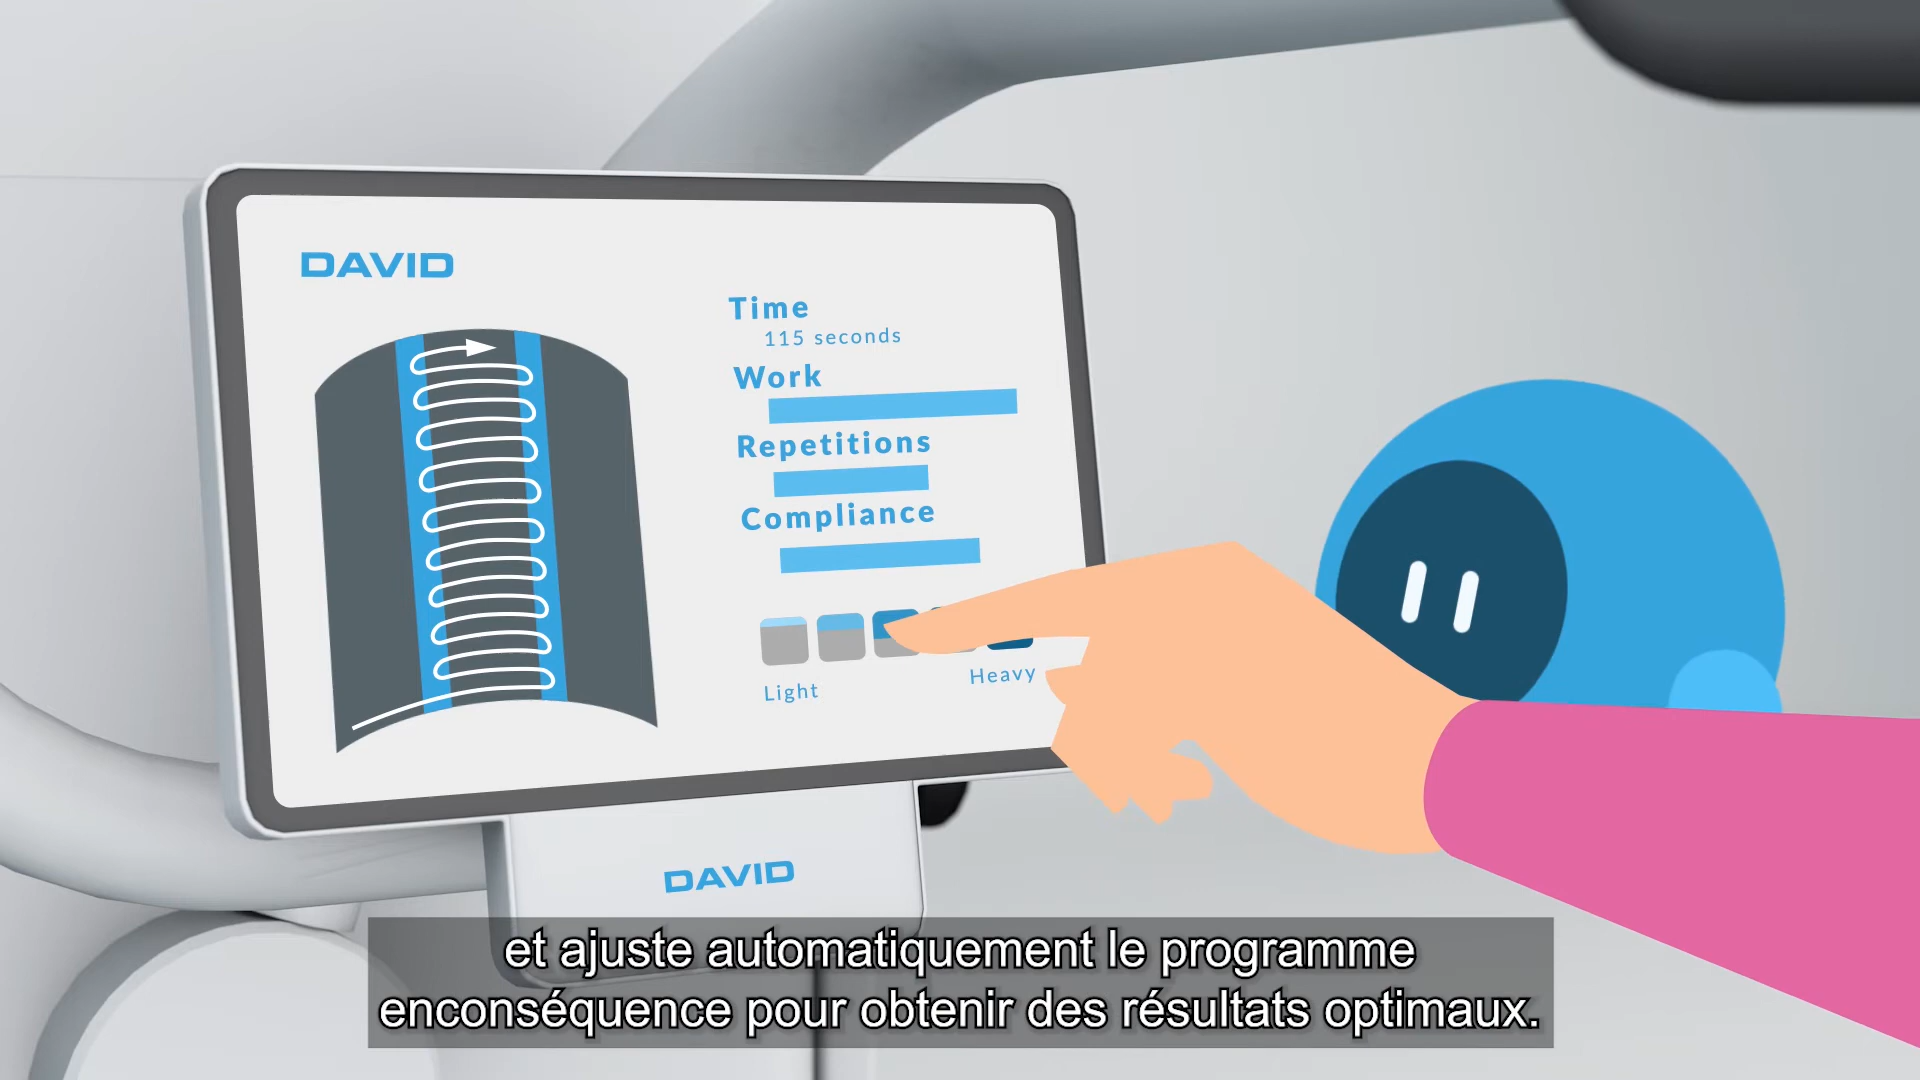 DAVID
Time
115 seconds
Work
Repetitions
Compliance
Light
Heavy
DAVID
et ajuste automatiquement le programme
enconséquence pour obtenir des résultats optimaux.